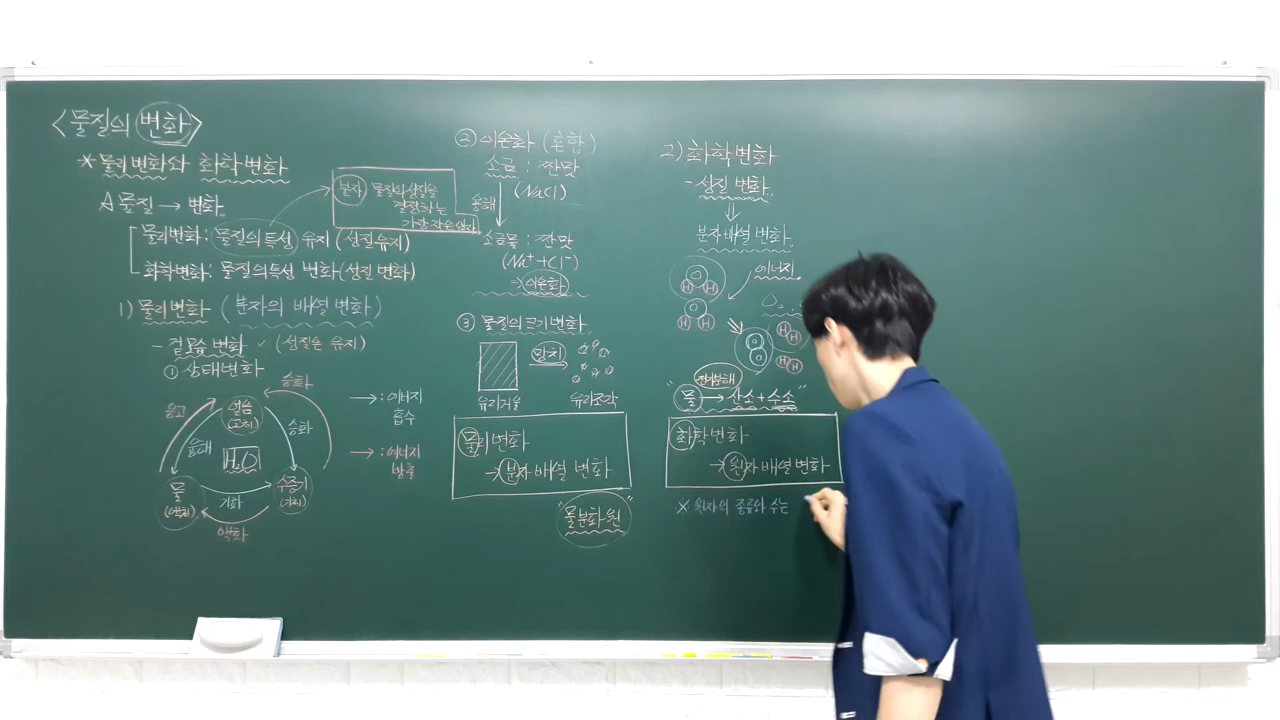 <물질의 변화>
* 물리변화와 화학변화
물질 → 변화
물리변화: 물질의 특성 유지 (성질 유지)
화학변화: 물질의 특성 변화 (성질 변화)
분자 물질의 성질을
결정하는
가장 작은 입자
1) 물리변화 (분자의 배열 변화)
- 겉모습 변화 (성질은 유지)
① 상태변화
승화
응고
얼음
(고체)
승화
융해
H₂O
물
(액체)
기화
수증기
(기체)
액화
→ : 에너지
흡수
→ : 에너지
방출
② 이온화 (혼합)
소금 : 짠맛
(NaCl)
용해
소금물 : 짠맛
(Na⁺+Cl⁻)
⇒ 이온화
③ 물질의 크기 변화
망치
유리거울
유리조각
물리변화
→ 분자 배열 변화
"물분화원"
2) 화학변화
- 성질 변화
분자 배열 변화
에너지
O
H H
O
H H
H H
H H
전기분해
"물 → 산소 + 수소"
화학변화
→ 원자 배열 변화
※ 원자의 종류와 수는